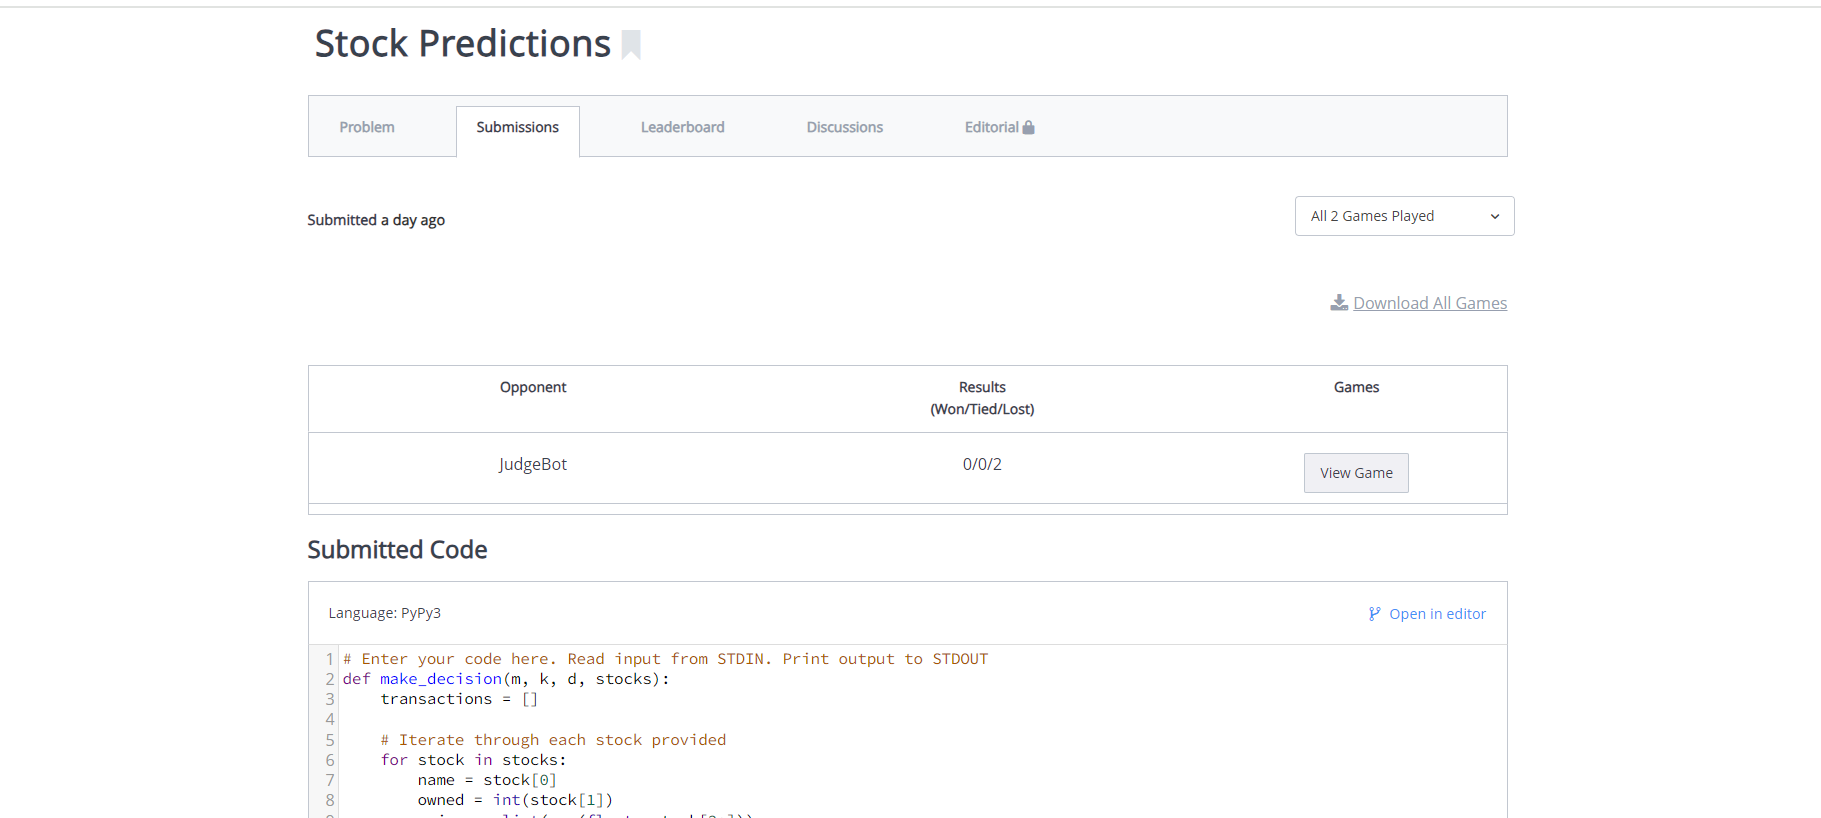 Stock Predictions
Problem
Submissions
Leaderboard
Discussions
Editorial
Submitted a day ago
All 2 Games Played
Download All Games
Opponent
Results
(Won/Tied/Lost)
Games
JudgeBot
0/0/2
View Game
Submitted Code
Language: PyPy3
Open in editor
1 # Enter your code here. Read input from STDIN. Print output to STDOUT
2 def make_decision(m, k, d, stocks):
3     transactions = []
4
5     # Iterate through each stock provided
6     for stock in stocks:
7         name = stock[0]
8         owned = int(stock[1])